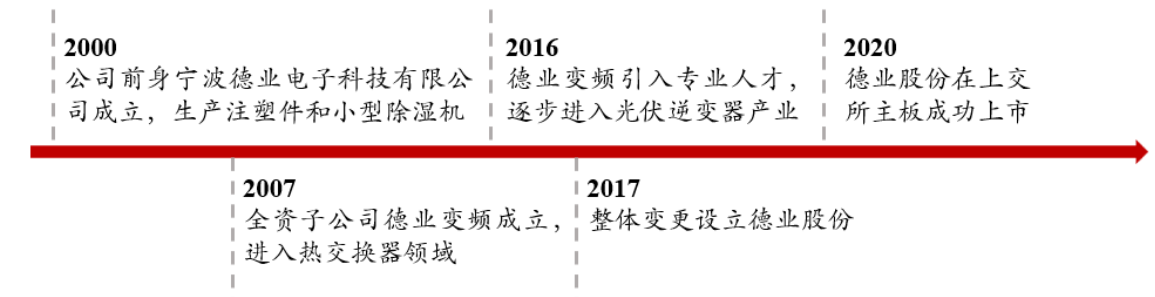 2000
公司前身宁波德业电子科技有限公
司成立，生产注塑件和小型除湿机
2016
德业变频引入专业人才，
逐步进入光伏逆变器产业
2020
德业股份在上交
所主板成功上市
2007
全资子公司德业变频成立，
进入热交换器领域
2017
整体变更设立德业股份